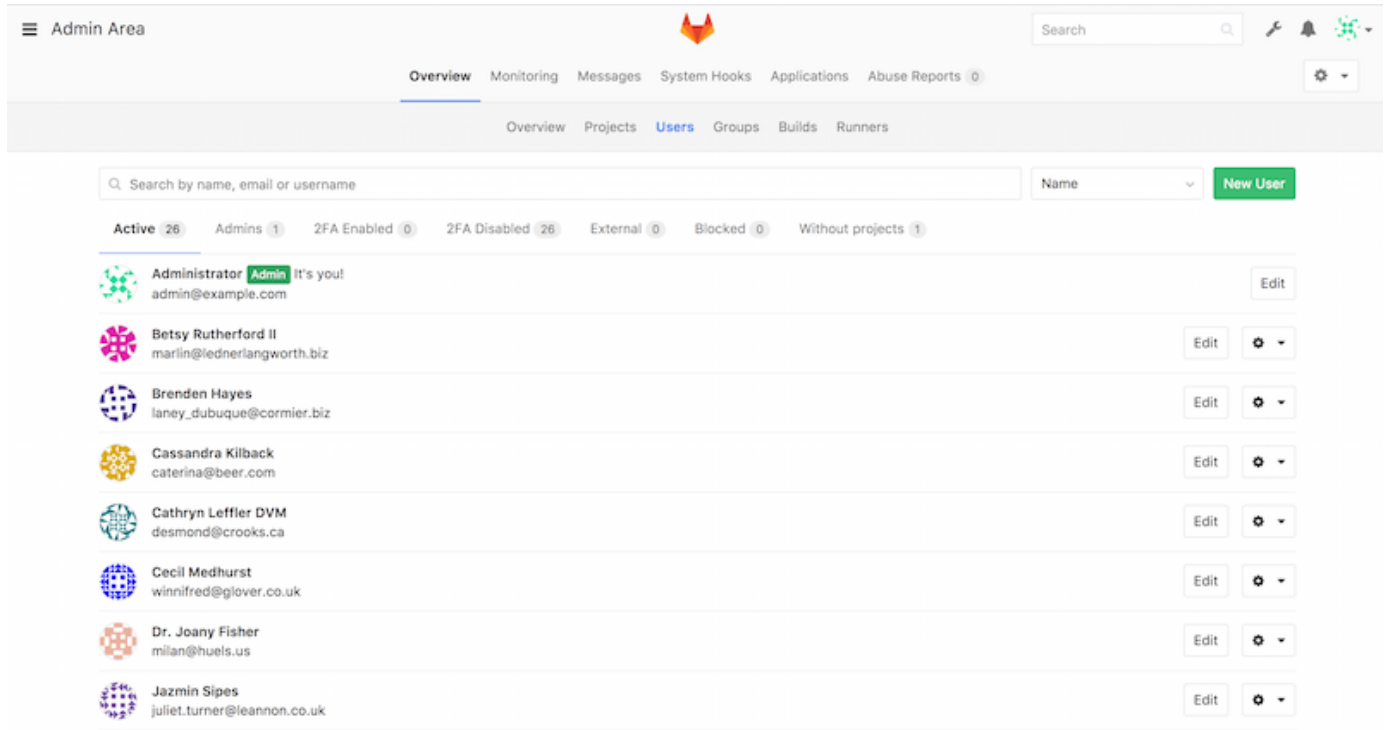 Admin Area
Search
Overview Monitoring Messages System Hooks Applications Abuse Reports 0
Overview Projects Users Groups Builds Runners
Search by name, email or username
Name
New User
Active 26 Admins 1 2FA Enabled 0 2FA Disabled 26 External 0 Blocked 0 Without projects 1
Administrator Admin It's you!
admin@example.com
Edit
Betsy Rutherford II
marlin@lednerlangworth.biz
Edit
Brenden Hayes
laney_dubuque@cormier.biz
Edit
Cassandra Kilback
caterina@beer.com
Edit
Cathryn Leffler DVM
desmond@crooks.ca
Edit
Cecil Medhurst
winnifred@glover.co.uk
Edit
Dr. Joany Fisher
milan@huels.us
Edit
Jazmin Sipes
juliet.turner@leannon.co.uk
Edit